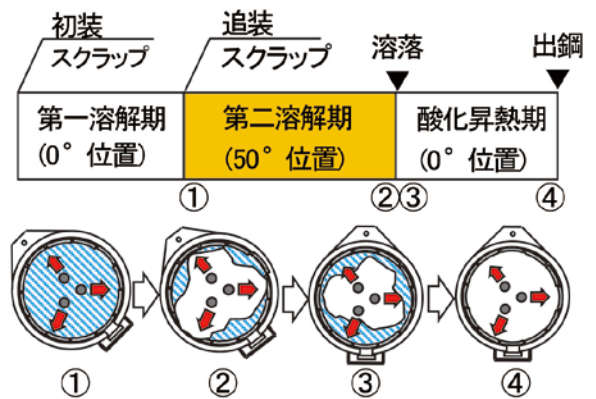 初装
スクラップ
追装
スクラップ
溶落
出鋼
第一溶解期
(0°位置)
第二溶解期
(50°位置)
酸化昇熱期
(0°位置)
① ②③ ④
① ② ③ ④